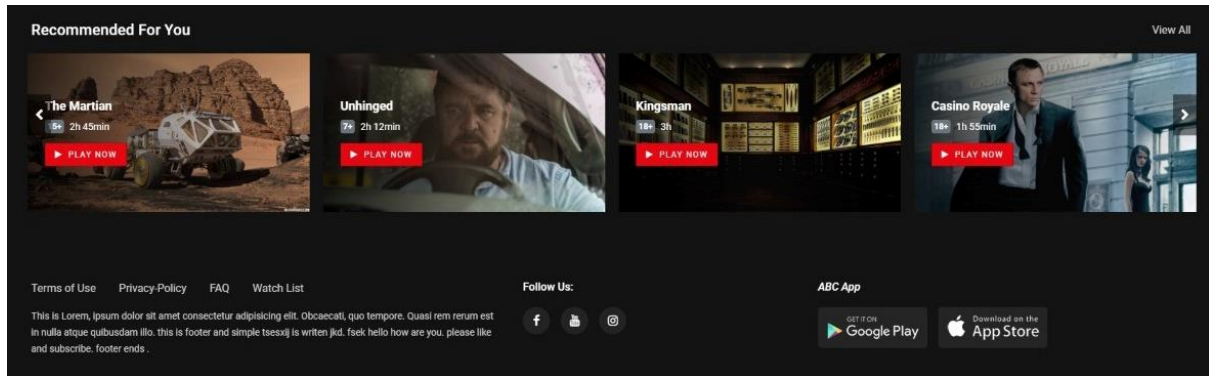 Recommended For You
View All
The Martian
5+ 2h 45min
PLAY NOW
Unhinged
7+ 2h 12min
PLAY NOW
Kingsman
18+ 3h
PLAY NOW
Casino Royale
18+ 1h 55min
PLAY NOW
Terms of Use Privacy-Policy FAQ Watch List
This is Lorem, ipsum dolor sit amet consectetur adipisicing elit. Obcaecati, quo tempore. Quasi rem rerum est
in nulla atque quibusdam illo. this is footer and simple tsesxij is writen jkd. fsek hello how are you. please like
and subscribe. footer ends .
Follow Us:
ABC App
GET IT ON
Google Play
Download on the
App Store